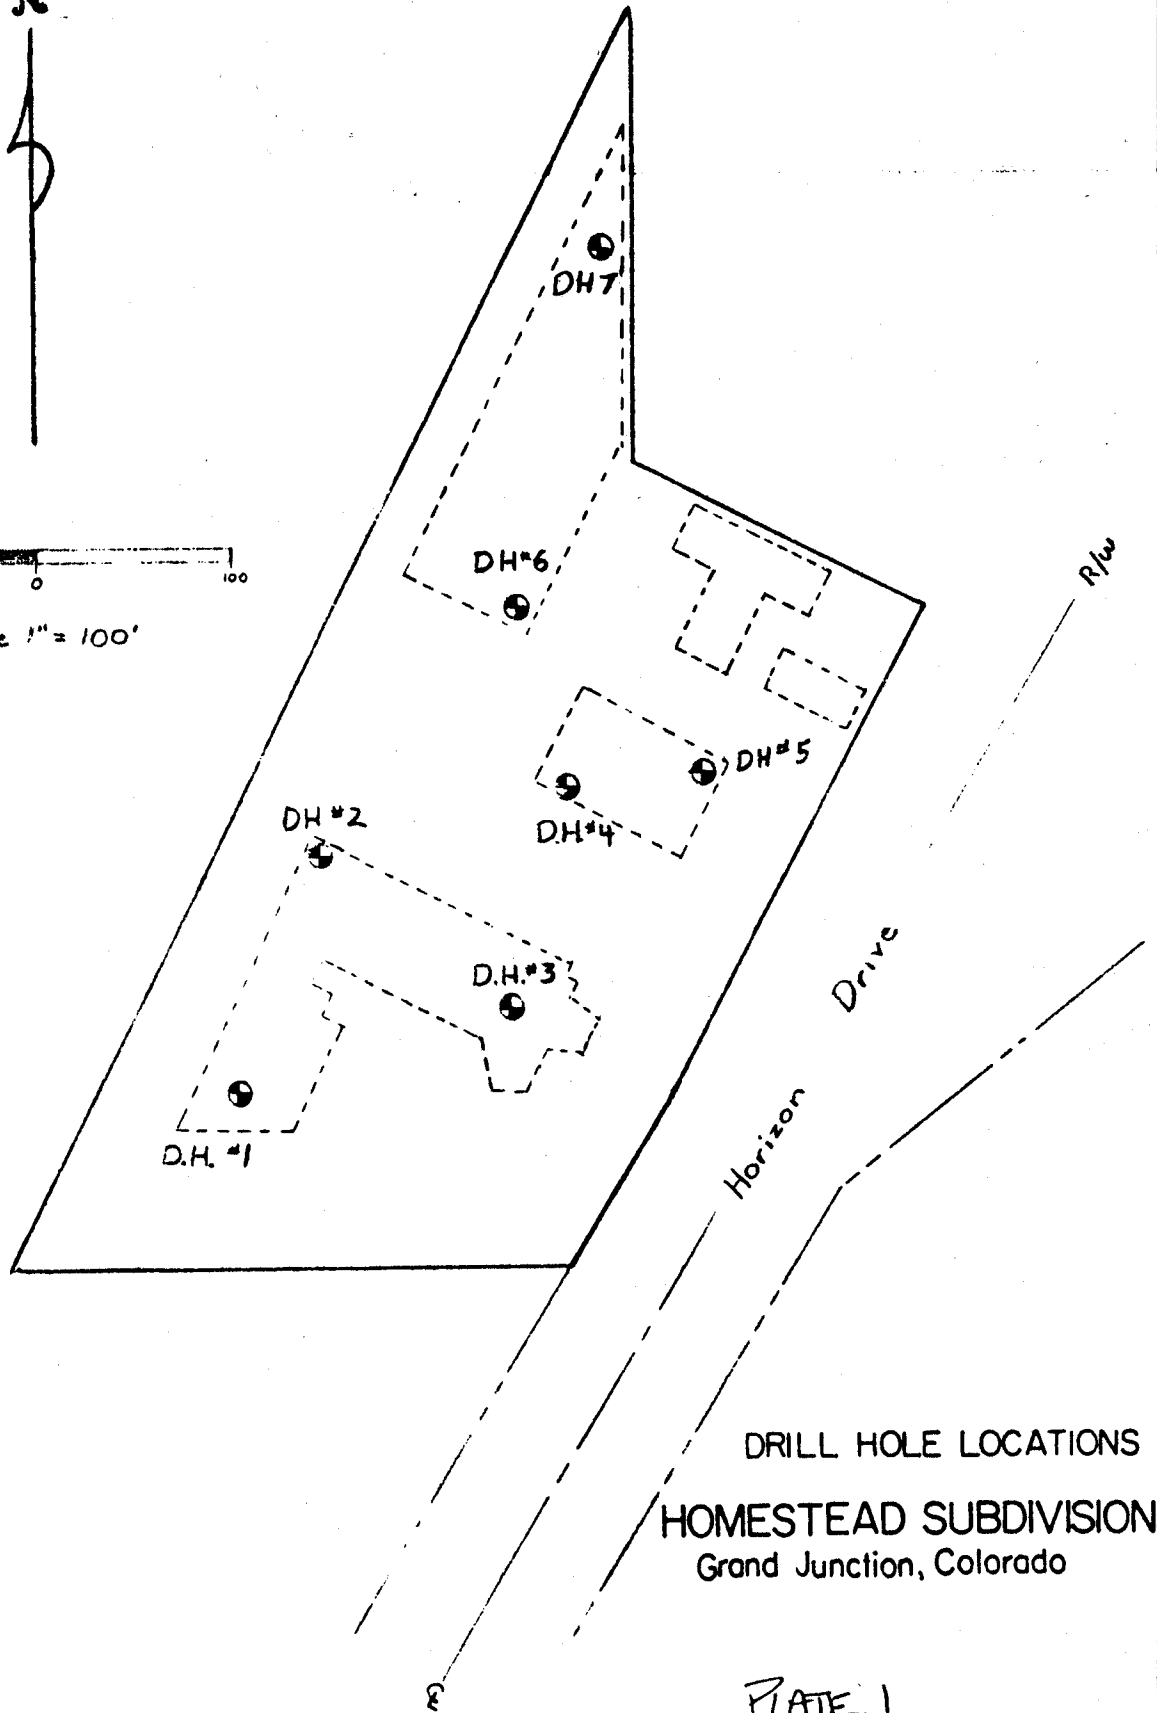 N
DH7
DH#6
0 100
1" = 100'
R/W
DH#5
D.H.#4
DH #2
D.H.#3
D.H. #1
Horizon Drive
DRILL HOLE LOCATIONS
HOMESTEAD SUBDIVISION
Grand Junction, Colorado
PLATE 1